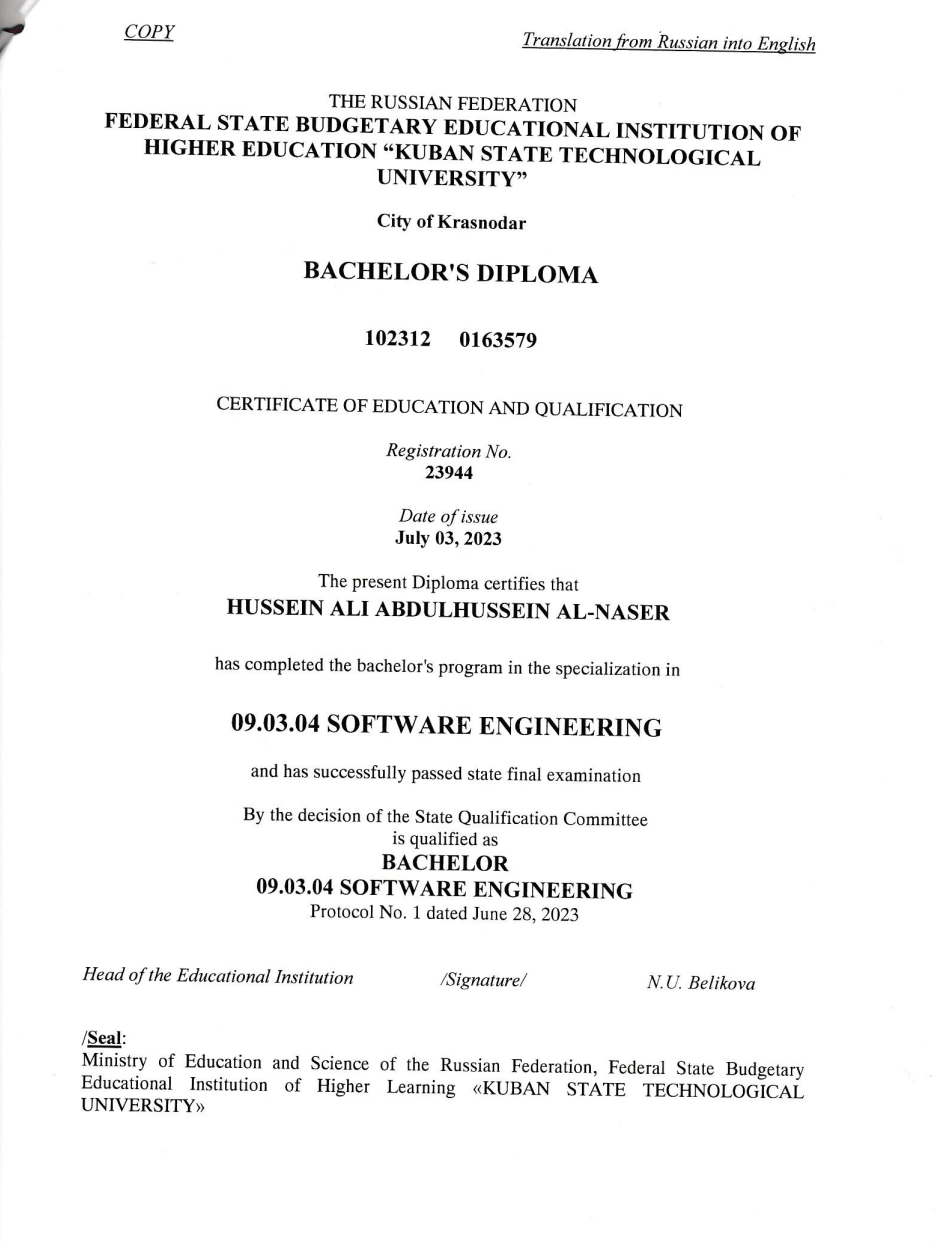 COPY
Translation from Russian into English
THE RUSSIAN FEDERATION
FEDERAL STATE BUDGETARY EDUCATIONAL INSTITUTION OF
HIGHER EDUCATION “KUBAN STATE TECHNOLOGICAL
UNIVERSITY”
City of Krasnodar
BACHELOR'S DIPLOMA
102312 0163579
CERTIFICATE OF EDUCATION AND QUALIFICATION
Registration No.
23944
Date of issue
July 03, 2023
The present Diploma certifies that
HUSSEIN ALI ABDULHUSSEIN AL-NASER
has completed the bachelor's program in the specialization in
09.03.04 SOFTWARE ENGINEERING
and has successfully passed state final examination
By the decision of the State Qualification Committee
is qualified as
BACHELOR
09.03.04 SOFTWARE ENGINEERING
Protocol No. 1 dated June 28, 2023
Head of the Educational Institution /Signature/ N.U. Belikova
/Seal:
Ministry of Education and Science of the Russian Federation, Federal State Budgetary
Educational Institution of Higher Learning «KUBAN STATE TECHNOLOGICAL
UNIVERSITY»